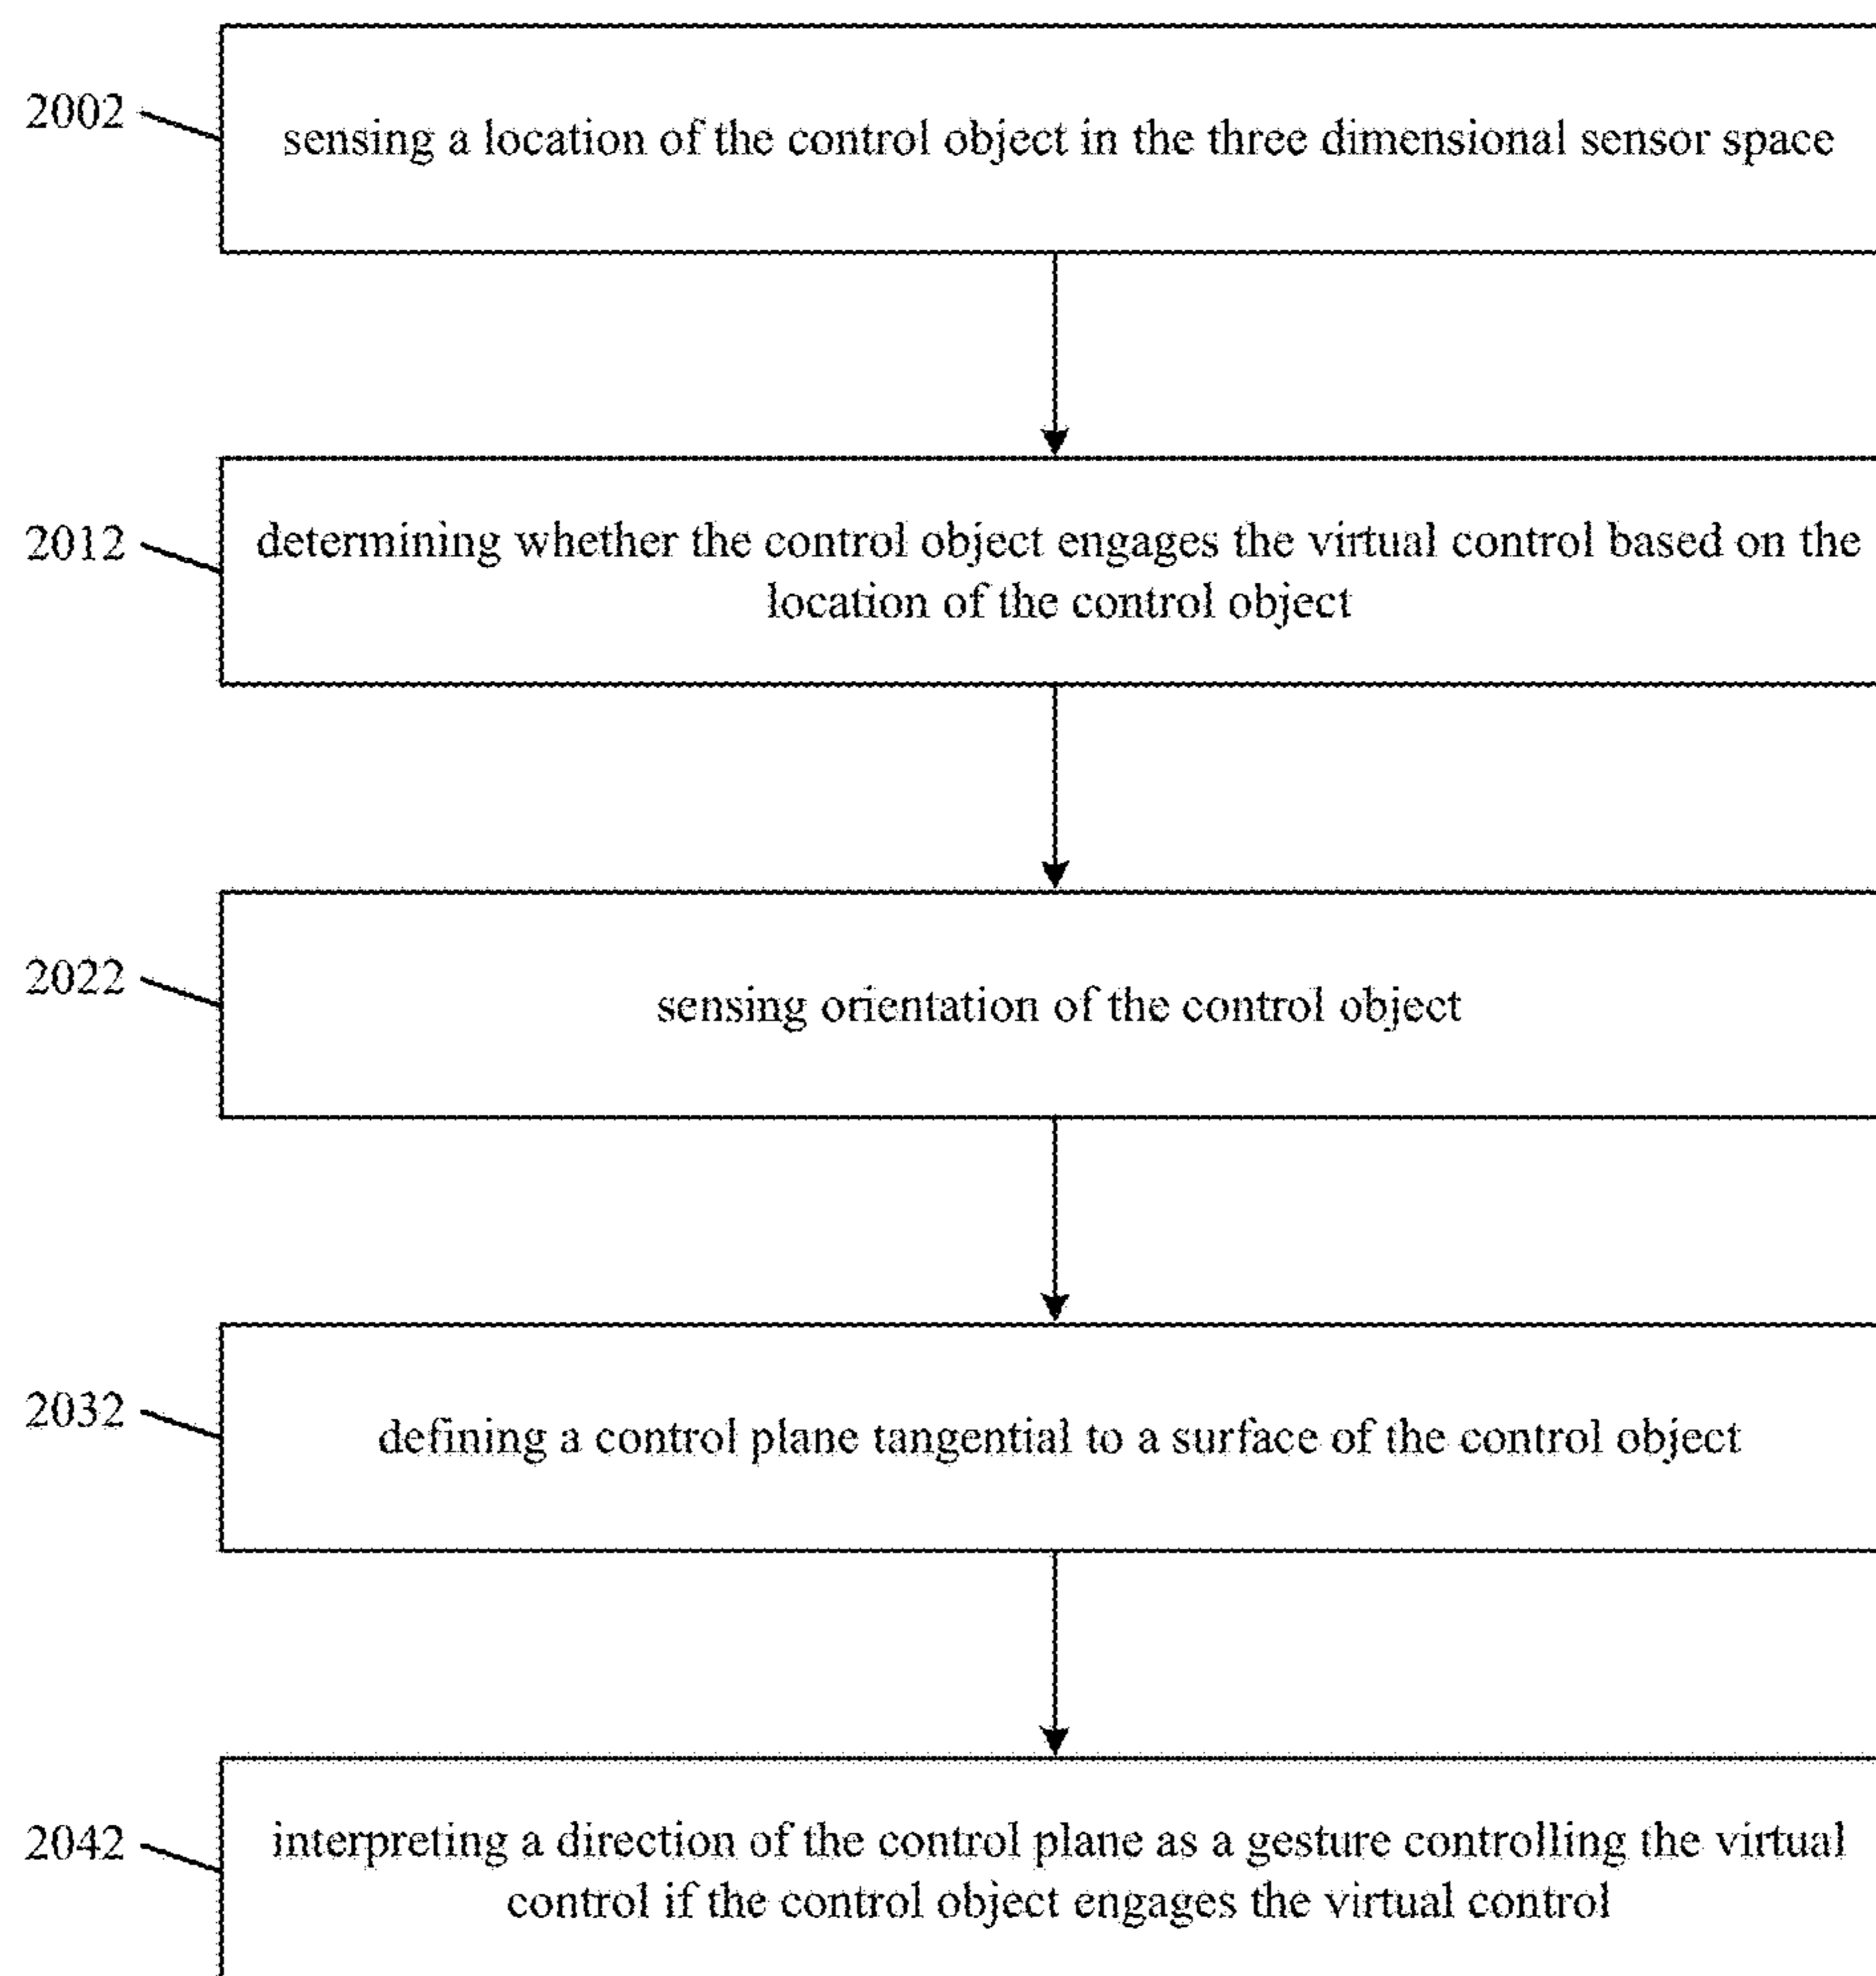 2002
sensing a location of the control object in the three dimensional sensor space
2012
determining whether the control object engages the virtual control based on the
location of the control object
2022
sensing orientation of the control object
2032
defining a control plane tangential to a surface of the control object
2042
interpreting a direction of the control plane as a gesture controlling the virtual
control if the control object engages the virtual control